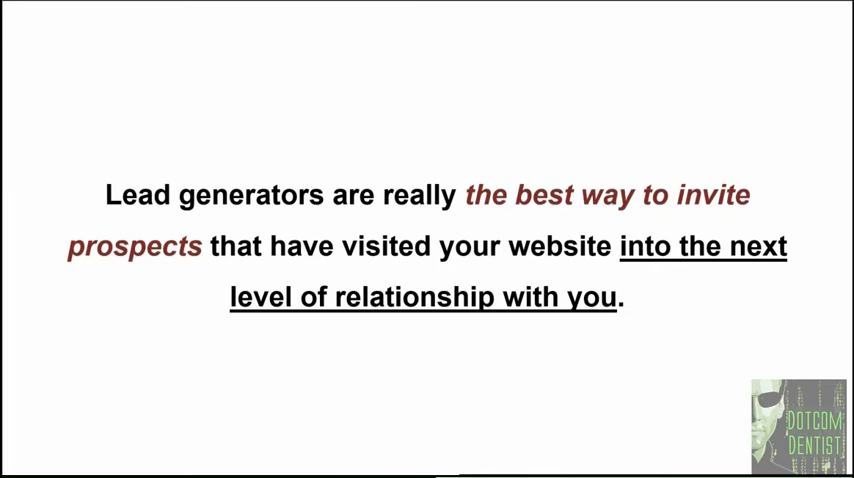 Lead generators are really the best way to invite
prospects that have visited your website into the next
level of relationship with you.
DOTCOM
DENTIST